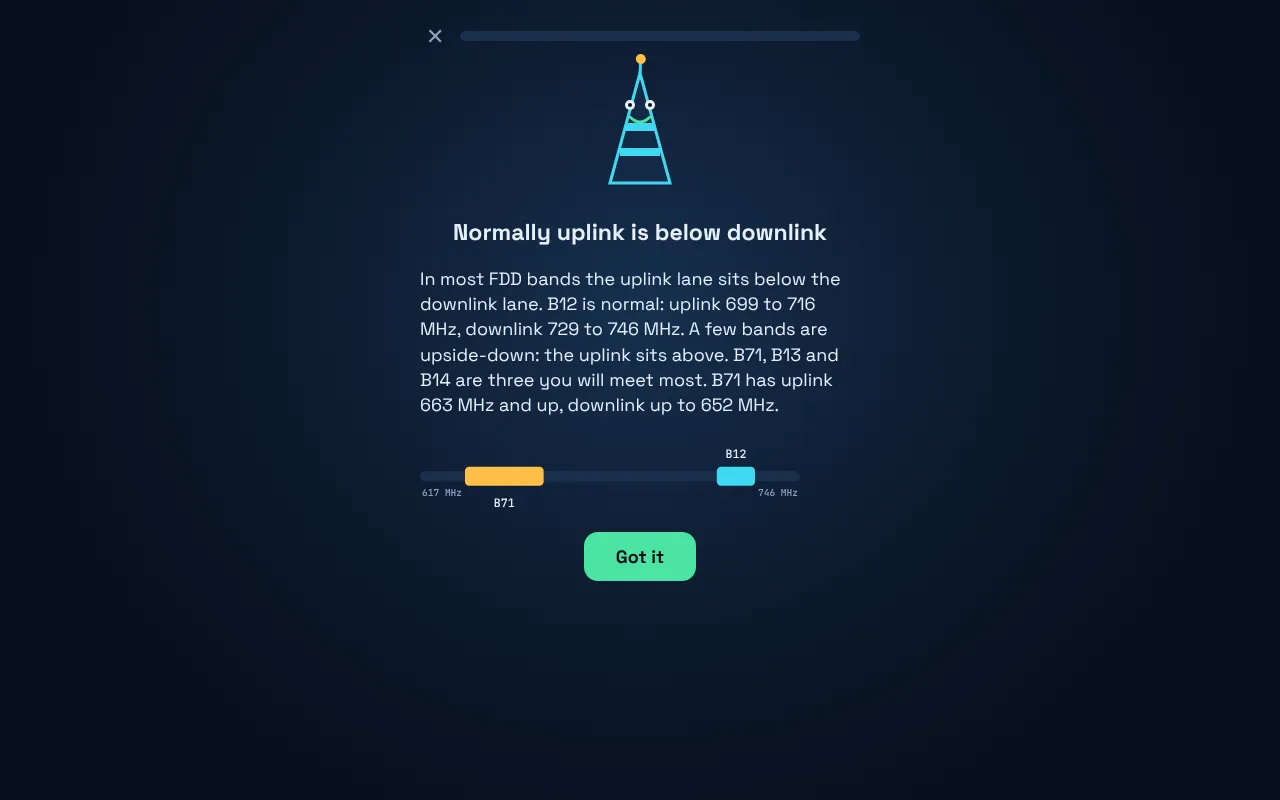 ✕
Normally uplink is below downlink
In most FDD bands the uplink lane sits below the
downlink lane. B12 is normal: uplink 699 to 716
MHz, downlink 729 to 746 MHz. A few bands are
upside-down: the uplink sits above. B71, B13 and
B14 are three you will meet most. B71 has uplink
663 MHz and up, downlink up to 652 MHz.
B12
617 MHz 746 MHz
B71
Got it